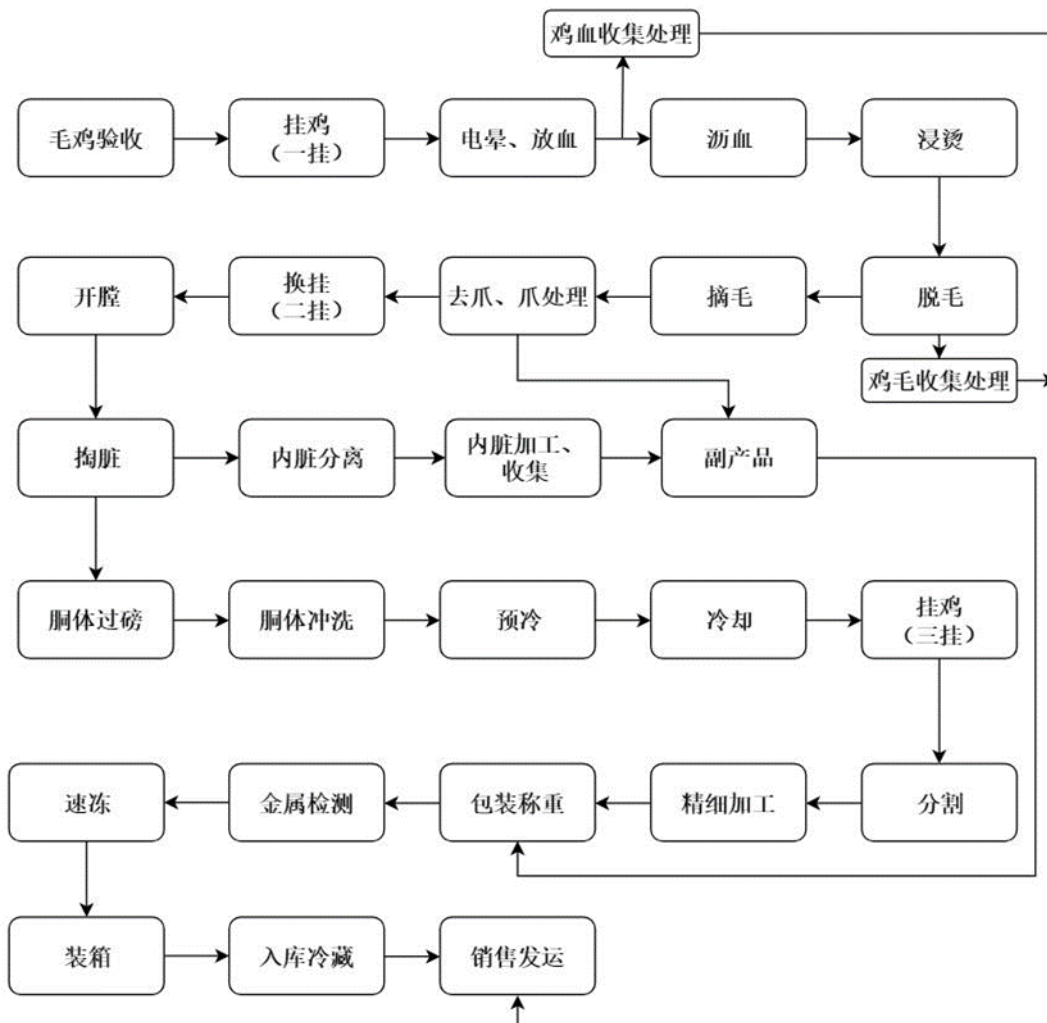 鸡血收集处理
毛鸡验收
挂鸡
（一挂）
电晕、放血
沥血
浸烫
开膛
换挂
（二挂）
去爪、爪处理
摘毛
脱毛
鸡毛收集处理
掏脏
内脏分离
内脏加工、
收集
副产品
胴体过磅
胴体冲洗
预冷
冷却
挂鸡
（三挂）
速冻
金属检测
包装称重
精细加工
分割
装箱
入库冷藏
销售发运